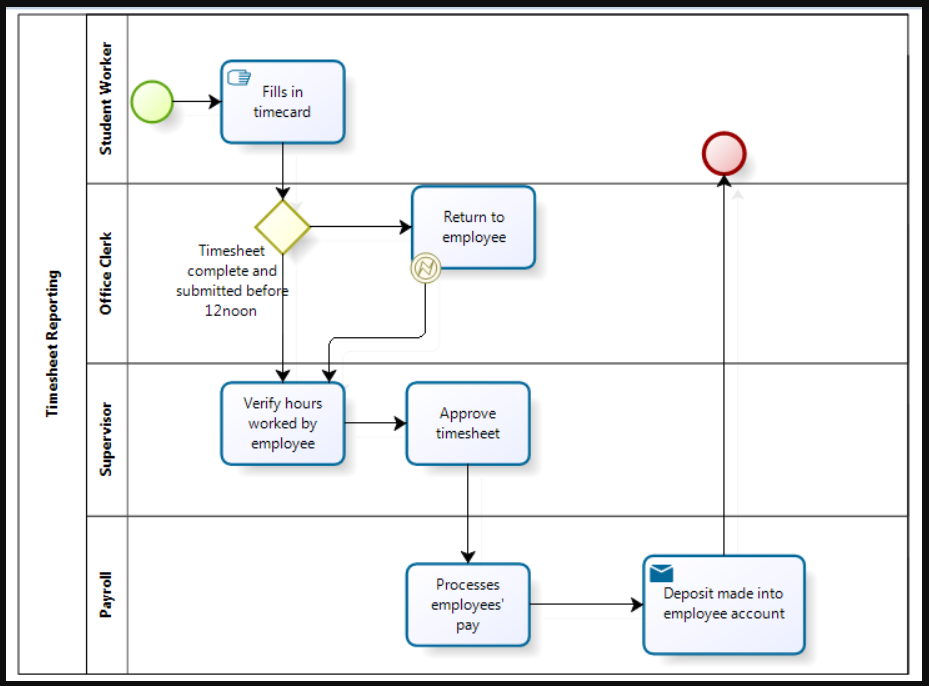 Timesheet Reporting
Student Worker
Fills in
timecard
Office Clerk
Timesheet
complete and
submitted before
12noon
Return to
employee
Supervisor
Verify hours
worked by
employee
Approve
timesheet
Payroll
Processes
employees'
pay
Deposit made into
employee account